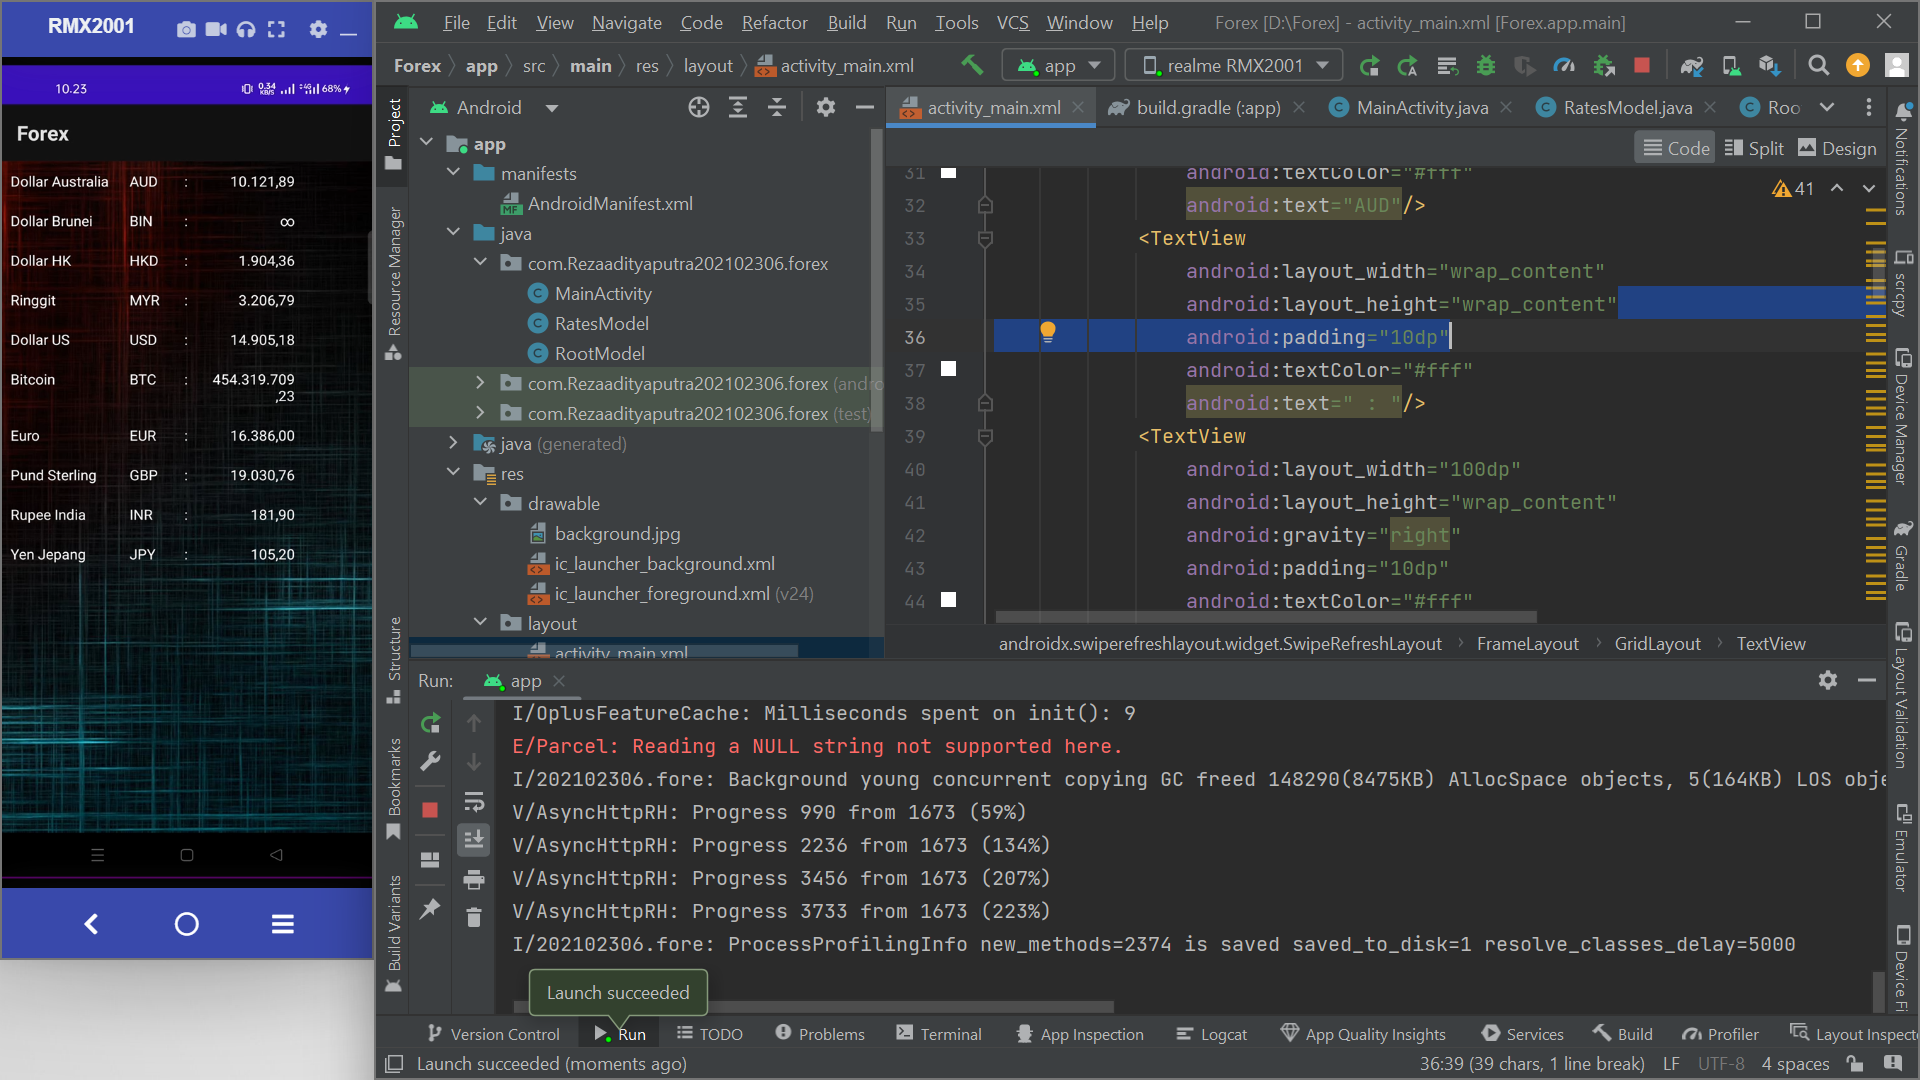 RMX2001
10.23
0.34 KB/S
4G
68%
Forex
Dollar Australia AUD : 10.121,89
Dollar Brunei BIN : ∞
Dollar HK HKD : 1.904,36
Ringgit MYR : 3.206,79
Dollar US USD : 14.905,18
Bitcoin BTC : 454.319.709
,23
Euro EUR : 16.386,00
Pund Sterling GBP : 19.030,76
Rupee India INR : 181,90
Yen Jepang JPY : 105,20
File Edit View Navigate Code Refactor Build Run Tools VCS Window Help
Forex [D:\Forex] - activity_main.xml [Forex.app.main]
Forex app src main res layout activity_main.xml
app
realme RMX2001
Project
Resource Manager
Structure
Bookmarks
Build Variants
Android
app
manifests
AndroidManifest.xml
java
com.Rezaadityaputra202102306.forex
MainActivity
RatesModel
RootModel
com.Rezaadityaputra202102306.forex (andro
com.Rezaadityaputra202102306.forex (test)
java (generated)
res
drawable
background.jpg
ic_launcher_background.xml
ic_launcher_foreground.xml (v24)
layout
activity_main.xml
activity_main.xml
build.gradle (:app)
MainActivity.java
RatesModel.java
Roo
Code Split Design
41
31 android:textColor="#fff"
32 android:text="AUD"/>
33 <TextView
34 android:layout_width="wrap_content"
35 android:layout_height="wrap_content"
36 android:padding="10dp"
37 android:textColor="#fff"
38 android:text=" : "/>
39 <TextView
40 android:layout_width="100dp"
41 android:layout_height="wrap_content"
42 android:gravity="right"
43 android:padding="10dp"
44 android:textColor="#fff"
androidx.swiperefreshlayout.widget.SwipeRefreshLayout FrameLayout GridLayout TextView
Notifications
scrcpy
Device Manager
Gradle
Layout Validation
Emulator
Device Fi
Run: app
I/OplusFeatureCache: Milliseconds spent on init(): 9
E/Parcel: Reading a NULL string not supported here.
I/202102306.fore: Background young concurrent copying GC freed 148290(8475KB) AllocSpace objects, 5(164KB) LOS obje
V/AsyncHttpRH: Progress 990 from 1673 (59%)
V/AsyncHttpRH: Progress 2236 from 1673 (134%)
V/AsyncHttpRH: Progress 3456 from 1673 (207%)
V/AsyncHttpRH: Progress 3733 from 1673 (223%)
I/202102306.fore: ProcessProfilingInfo new_methods=2374 is saved saved_to_disk=1 resolve_classes_delay=5000
Launch succeeded
Version Control Run TODO Problems Terminal App Inspection Logcat App Quality Insights Services Build Profiler Layout Inspecto
Launch succeeded (moments ago)
36:39 (39 chars, 1 line break) LF UTF-8 4 spaces